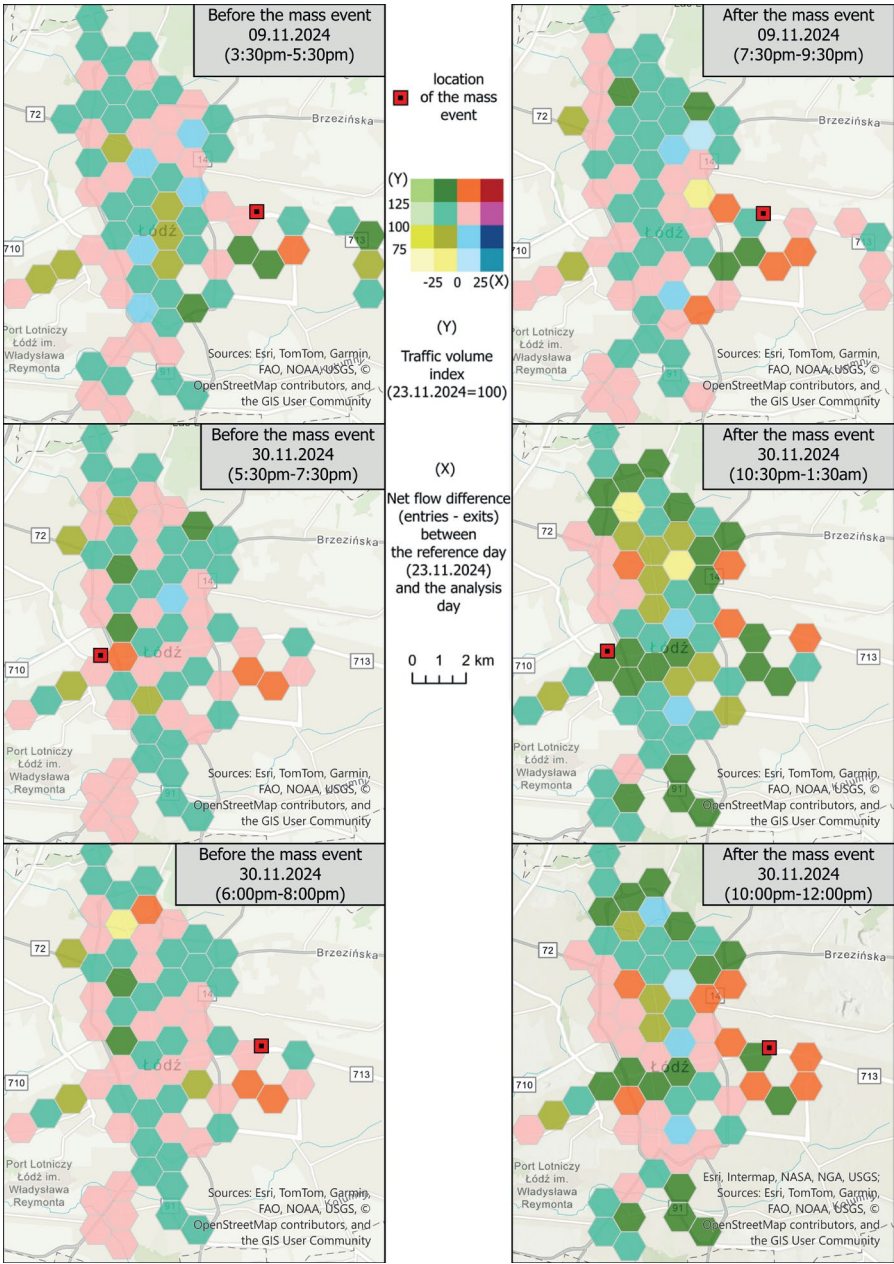 Before the mass event
09.11.2024
(3:30pm-5:30pm)
72
Brzezińska
14
Łódź
713
710
Port Lotniczy
Łódź im.
Władysława
Reymonta
91
Sources: Esri, TomTom, Garmin,
FAO, NOAA, USGS, ©
OpenStreetMap contributors, and
the GIS User Community
location
of the mass
event
(Y)
125
100
75
-25 0 25 (X)
(Y)
Traffic volume
index
(23.11.2024=100)
(X)
Net flow difference
(entries - exits)
between
the reference day
(23.11.2024)
and the analysis
day
0 1 2 km
After the mass event
09.11.2024
(7:30pm-9:30pm)
72
Brzezińska
14
Łódź
713
710
Port Lotniczy
Łódź im.
Władysława
Reymonta
91
Sources: Esri, TomTom, Garmin,
FAO, NOAA, USGS, ©
OpenStreetMap contributors, and
the GIS User Community
Before the mass event
30.11.2024
(5:30pm-7:30pm)
72
Brzezińska
14
Łódź
710
713
Port Lotniczy
Łódź im.
Władysława
Reymonta
91
Sources: Esri, TomTom, Garmin,
FAO, NOAA, USGS, ©
OpenStreetMap contributors, and
the GIS User Community
After the mass event
30.11.2024
(10:30pm-1:30am)
72
Brzezińska
14
Łódź
710
713
Port Lotniczy
Łódź im.
Władysława
Reymonta
91
Sources: Esri, TomTom, Garmin,
FAO, NOAA, USGS, ©
OpenStreetMap contributors, and
the GIS User Community
Before the mass event
30.11.2024
(6:00pm-8:00pm)
72
Brzezińska
14
Łódź
710
713
Port Lotniczy
Łódź im.
Władysława
Reymonta
91
Sources: Esri, TomTom, Garmin,
FAO, NOAA, USGS, ©
OpenStreetMap contributors, and
the GIS User Community
After the mass event
30.11.2024
(10:00pm-12:00pm)
72
Brzezińska
14
Łódź
710
713
Port Lotniczy
Łódź im.
Władysława
Reymonta
91
Esri, Intermap, NASA, NGA, USGS;
Sources: Esri, TomTom, Garmin,
FAO, NOAA, USGS, ©
OpenStreetMap contributors, and
the GIS User Community